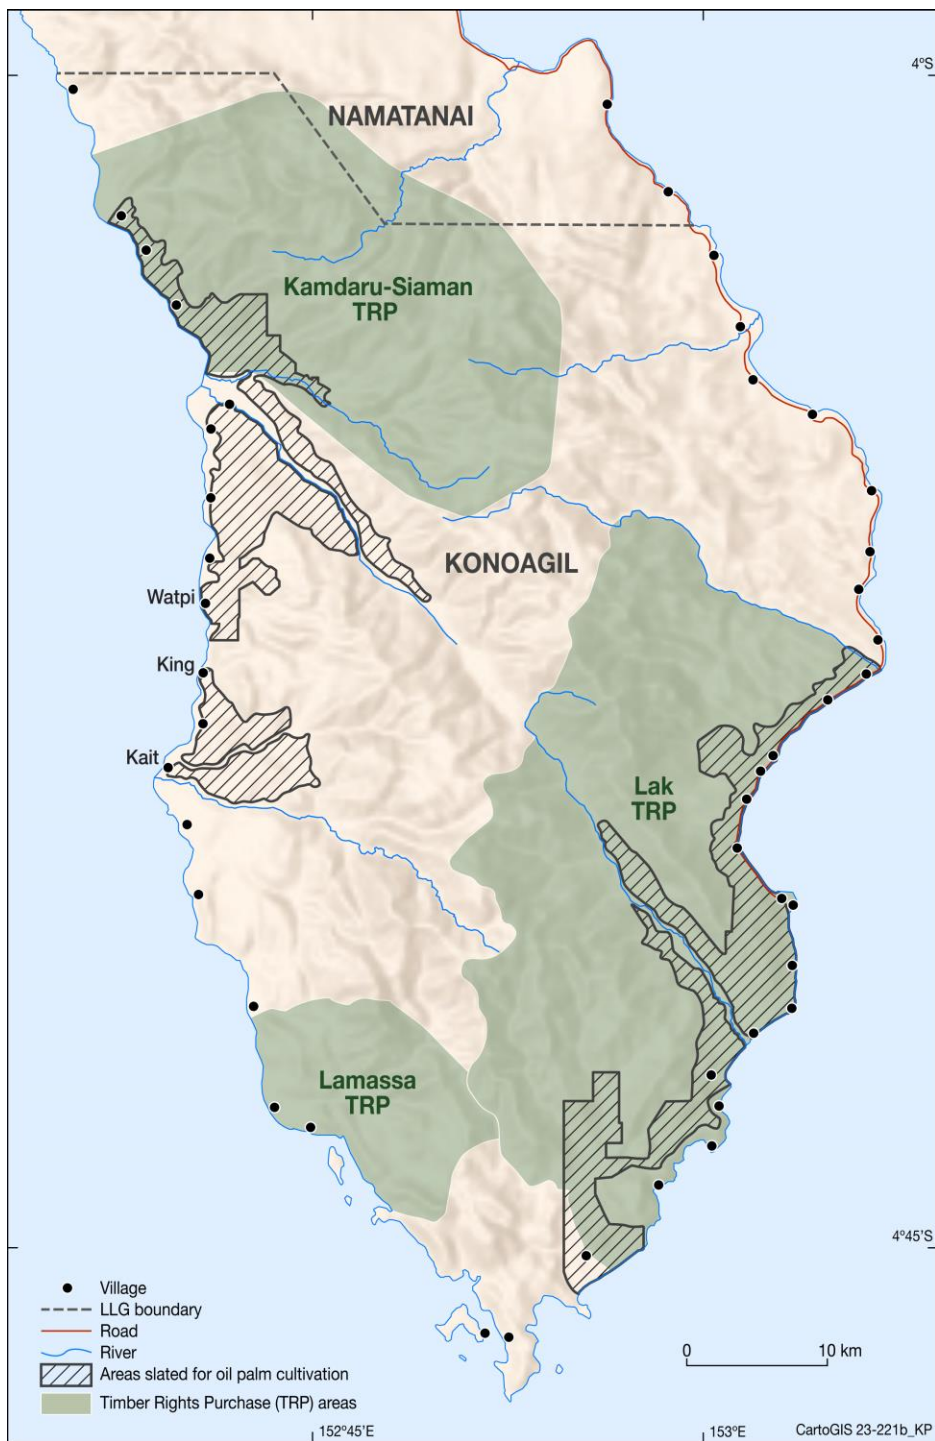 4°S
NAMATANAI
Kamdaru-Siaman
TRP
KONOAGIL
Watpi
King
Kait
Lak
TRP
Lamassa
TRP
4°45'S
Village
LLG boundary
Road
River
Areas slated for oil palm cultivation
Timber Rights Purchase (TRP) areas
0 10 km
152°45'E
153°E
CartoGIS 23-221b_KP